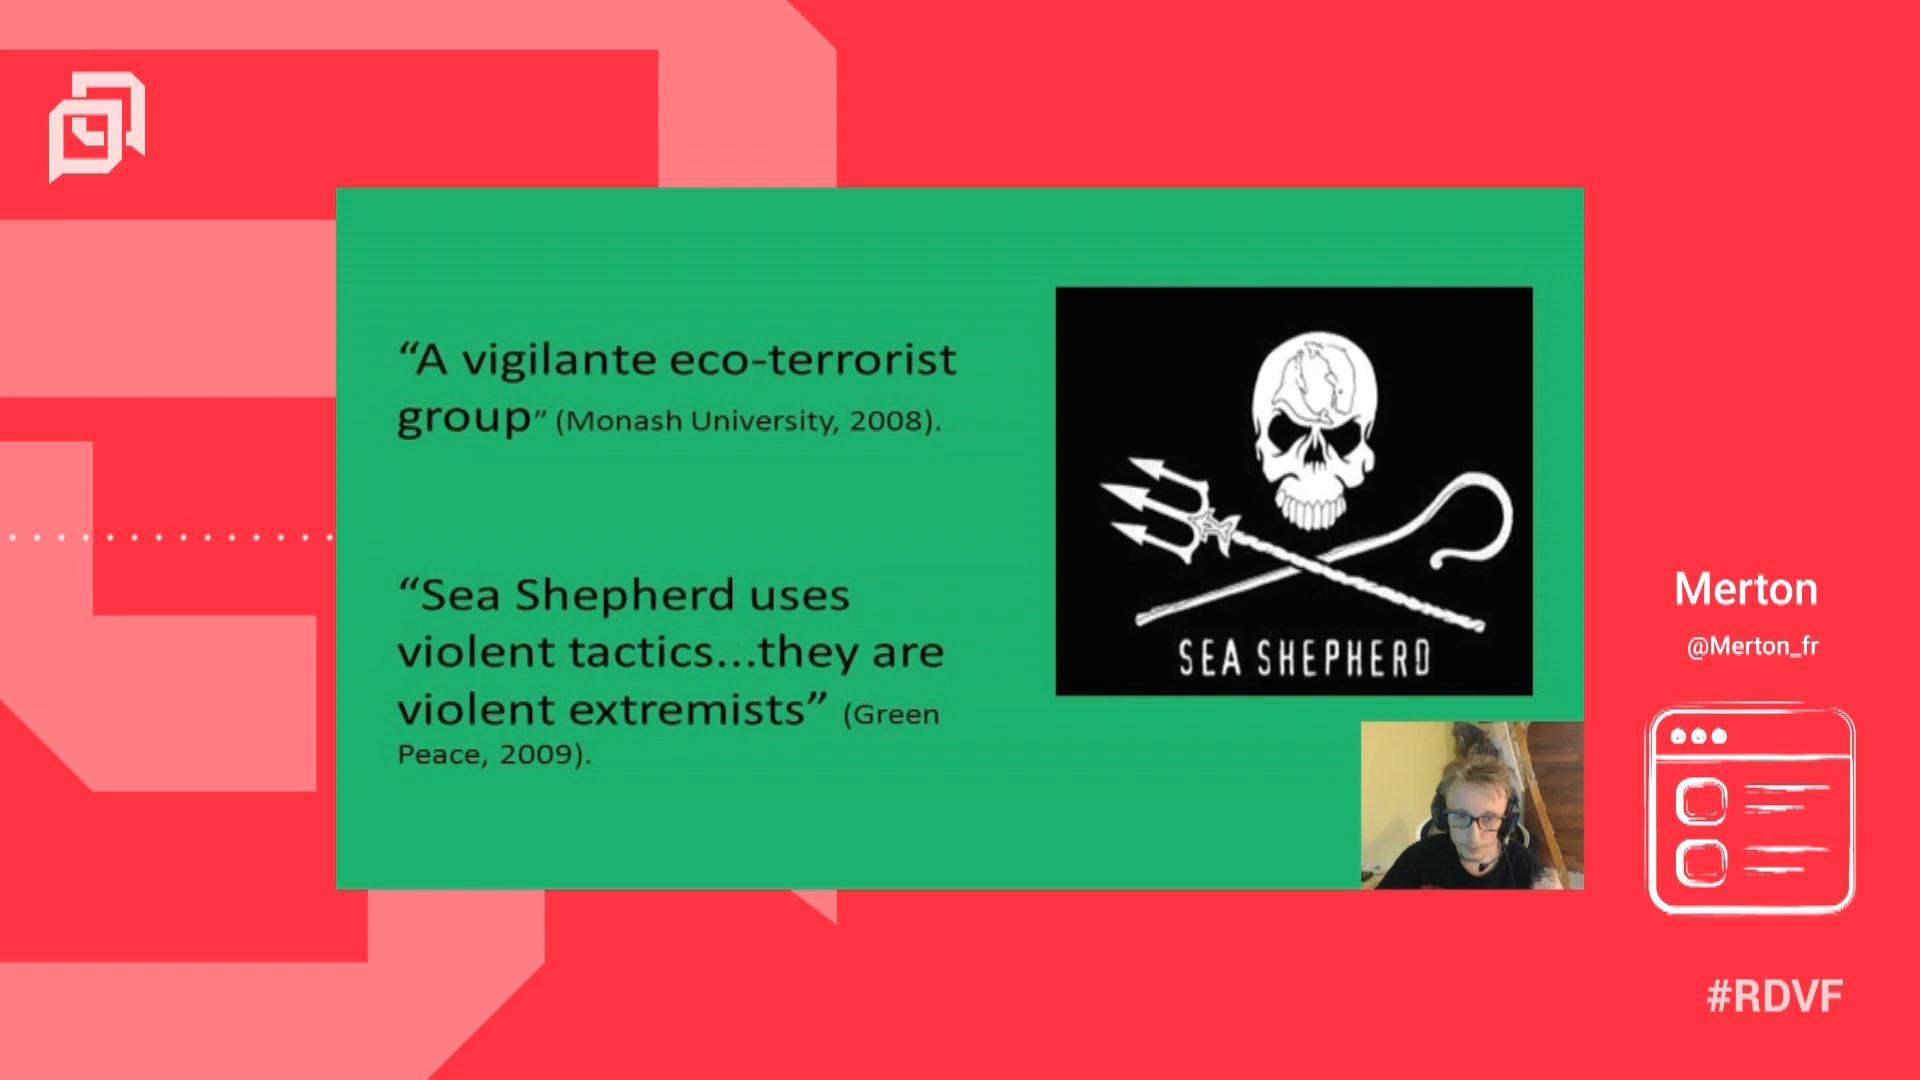 “A vigilante eco-terrorist
group” (Monash University, 2008).
“Sea Shepherd uses
violent tactics...they are
violent extremists” (Green
Peace, 2009).
SEA SHEPHERD
Merton
@Merton_fr
#RDVF